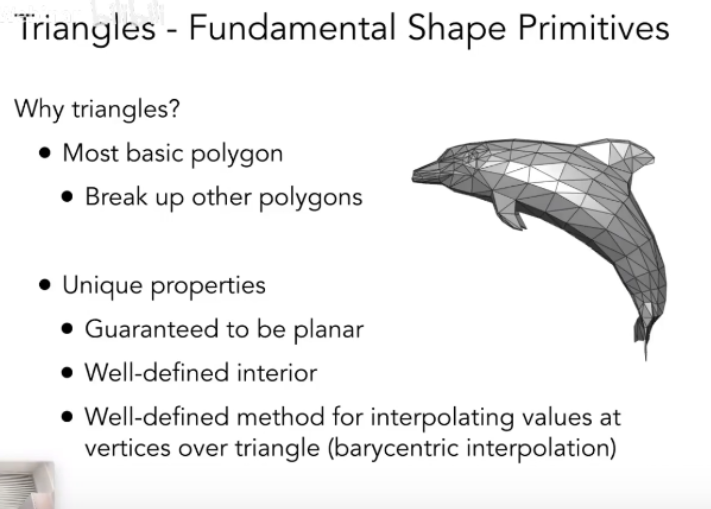 Triangles - Fundamental Shape Primitives
Why triangles?
• Most basic polygon
• Break up other polygons
• Unique properties
• Guaranteed to be planar
• Well-defined interior
• Well-defined method for interpolating values at
vertices over triangle (barycentric interpolation)